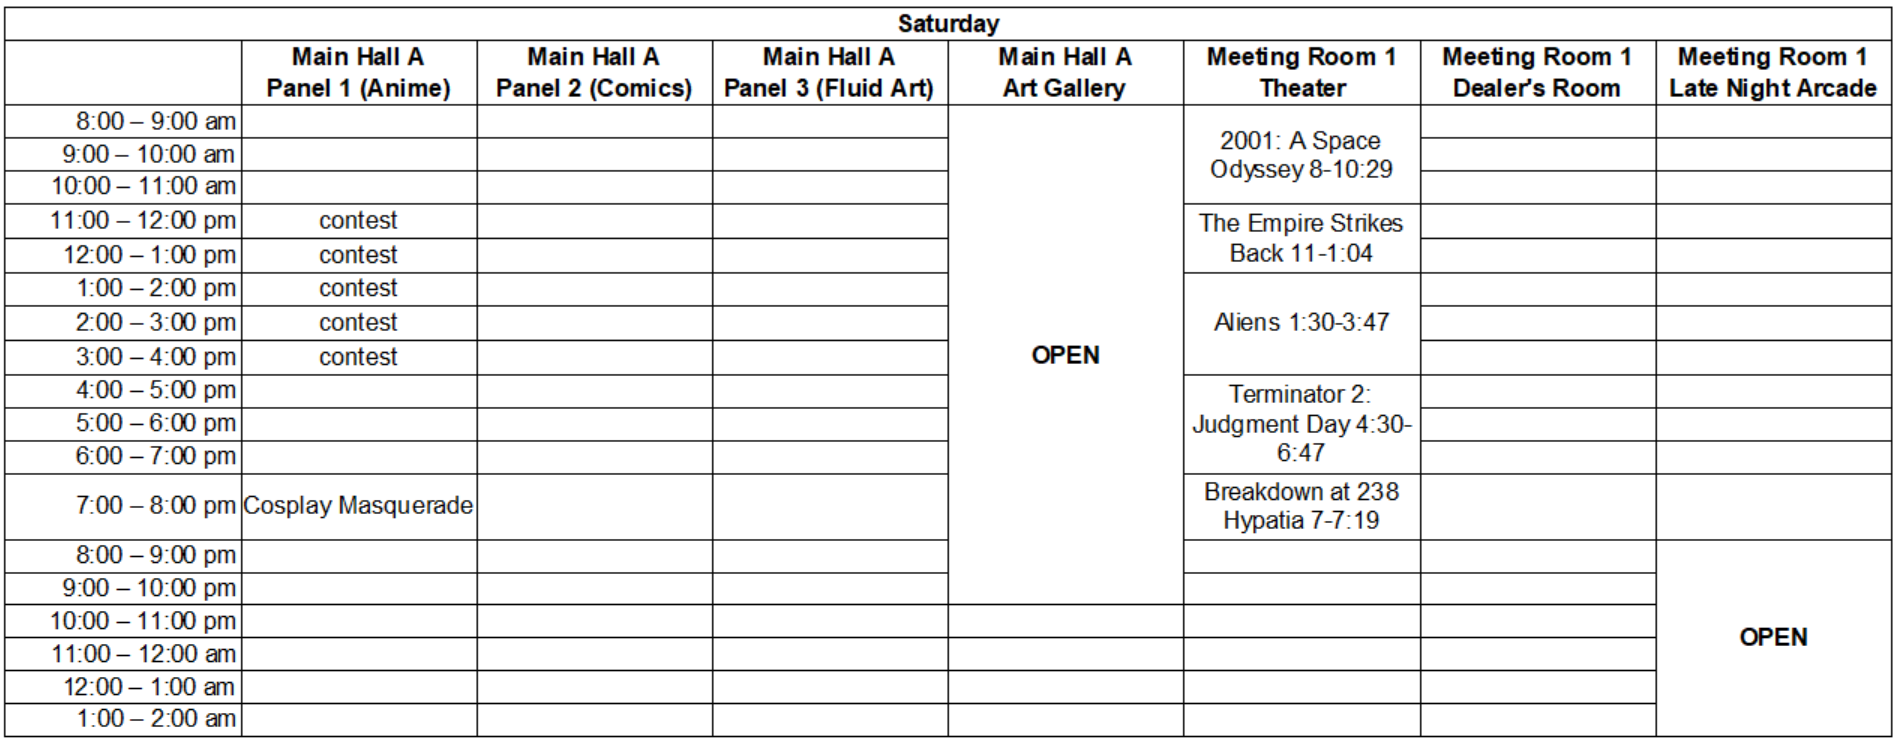 Saturday
Main Hall A
Panel 1 (Anime)
Main Hall A
Panel 2 (Comics)
Main Hall A
Panel 3 (Fluid Art)
Main Hall A
Art Gallery
Meeting Room 1
Theater
Meeting Room 1
Dealer's Room
Meeting Room 1
Late Night Arcade
8:00 – 9:00 am
2001: A Space
Odyssey 8-10:29
9:00 – 10:00 am
10:00 – 11:00 am
11:00 – 12:00 pm
contest
The Empire Strikes
Back 11-1:04
12:00 – 1:00 pm
contest
1:00 – 2:00 pm
contest
2:00 – 3:00 pm
contest
Aliens 1:30-3:47
3:00 – 4:00 pm
contest
OPEN
4:00 – 5:00 pm
Terminator 2:
Judgment Day 4:30-
6:47
5:00 – 6:00 pm
6:00 – 7:00 pm
7:00 – 8:00 pm
Cosplay Masquerade
Breakdown at 238
Hypatia 7-7:19
8:00 – 9:00 pm
9:00 – 10:00 pm
10:00 – 11:00 pm
OPEN
11:00 – 12:00 am
12:00 – 1:00 am
1:00 – 2:00 am